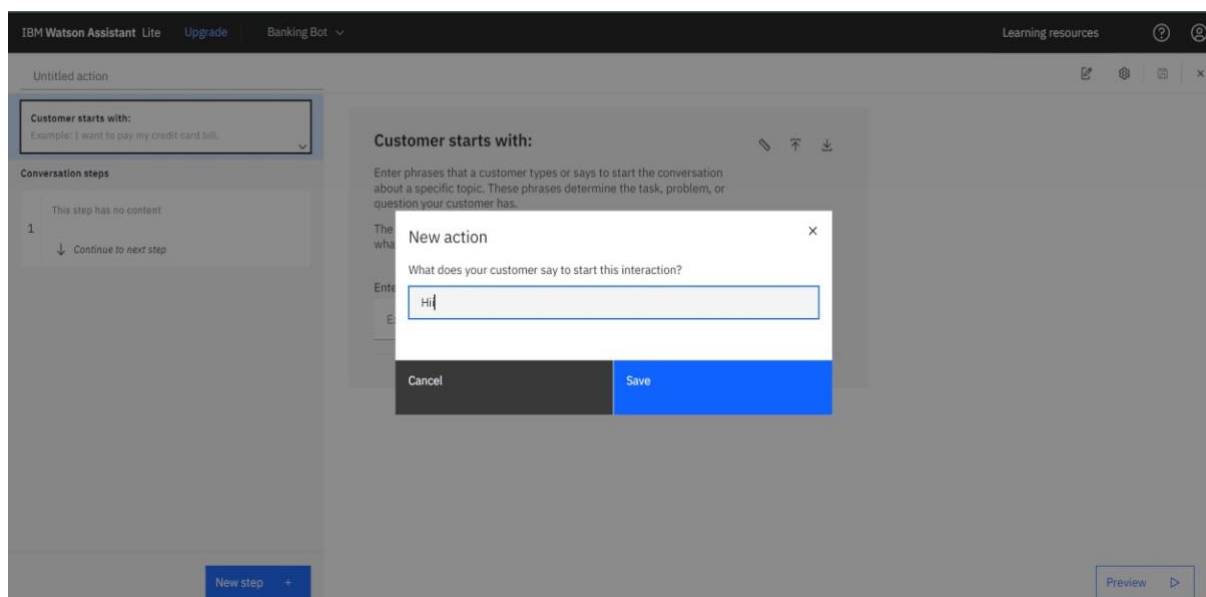 IBM Watson Assistant Lite Upgrade Banking Bot Learning resources
Untitled action
Customer starts with:
Example: I want to pay my credit card bill.
Conversation steps
This step has no content
1
Continue to next step
New step +
Customer starts with:
Enter phrases that a customer types or says to start the conversation
about a specific topic. These phrases determine the task, problem, or
question your customer has.
The
wha
Ente
New action
What does your customer say to start this interaction?
Hii
Cancel Save
Preview